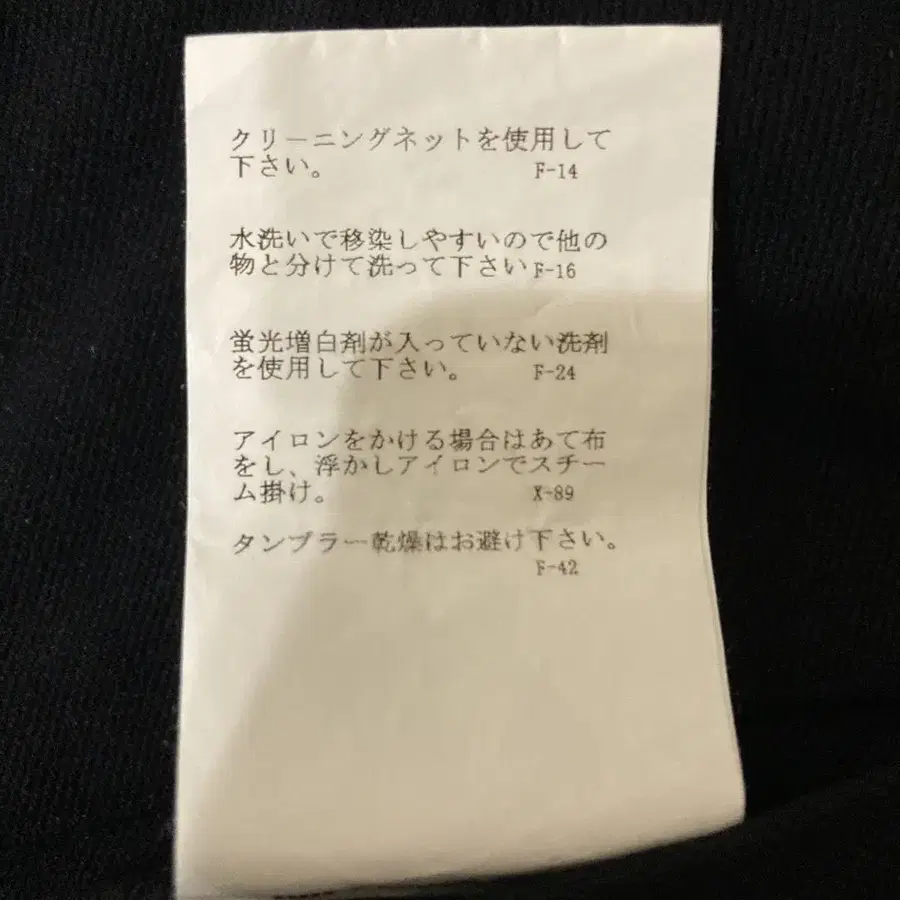 クリーニングネットを使用して
下さい。 F-14
水洗いで移染しやすいので他の
物と分けて洗って下さい F-16
蛍光増白剤が入っていない洗剤
を使用して下さい。 F-24
アイロンをかける場合はあて布
をし、浮かしアイロンでスチー
ム掛け。 X-89
タンブラー乾燥はお避け下さい。
F-42